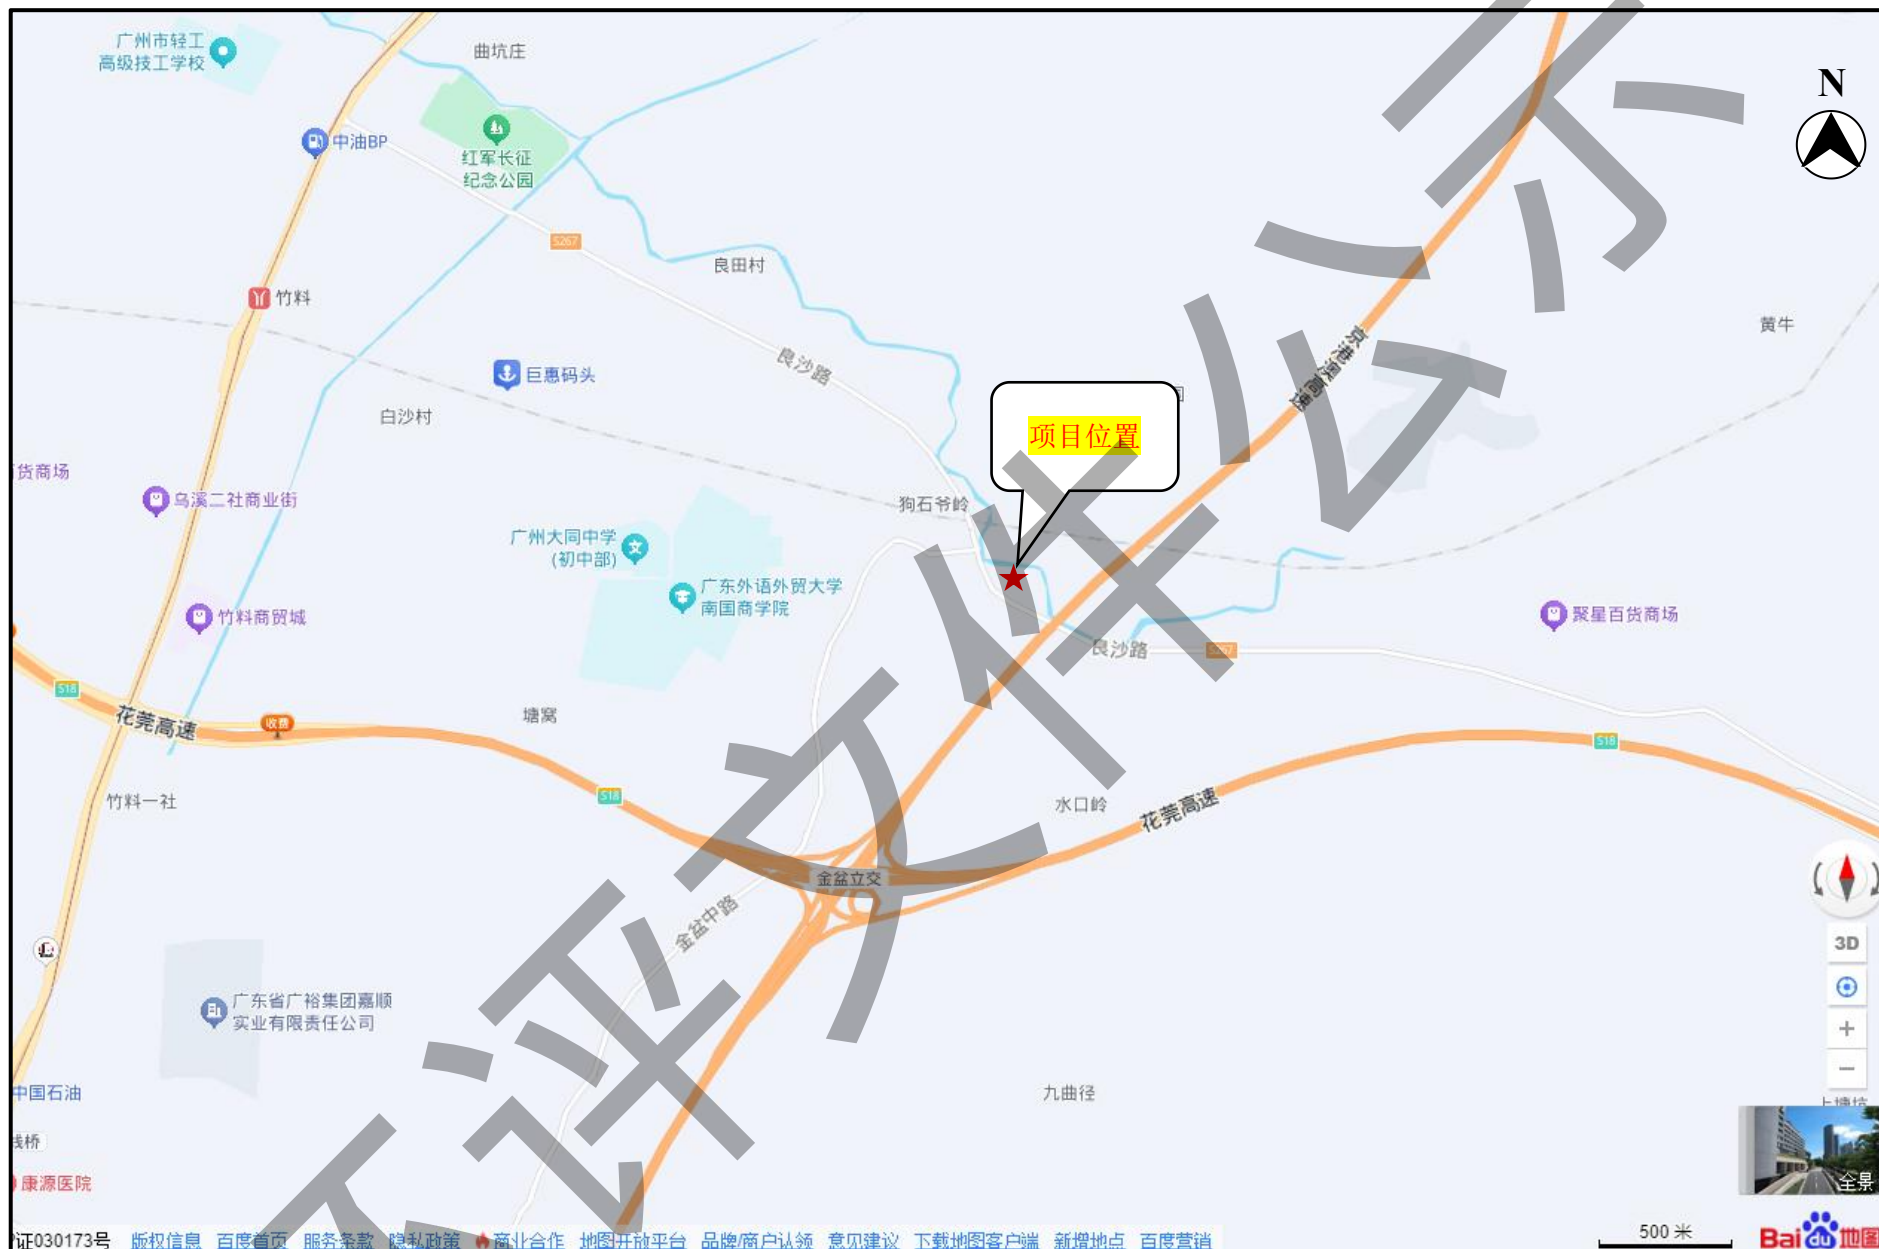 广州市轻工
高级技工学校
曲坑庄
N
中油BP
红军长征
纪念公园
S267
良田村
竹料
黄牛
京港澳高速
良沙路
巨惠码头
白沙村
项目位置
货商场
乌溪二社商业街
狗石爷岭
广州大同中学
(初中部)
广东外语外贸大学
南国商学院
竹料商贸城
聚星百货商场
良沙路
S267
S18
花莞高速
收费
塘窝
S18
S18
竹料一社
水口岭
花莞高速
金盆立交
金盆中路
3D
广东省广裕集团嘉顺
实业有限责任公司
中国石油
九曲径
上塘坑
栈桥
康源医院
全景
证030173号 版权信息 百度首页 服务条款 隐私政策 商业合作 地图开放平台 品牌/商户认领 意见建议 下载地图客户端 新增地点 百度营销
500 米
Bai du 地图
环评文件公示